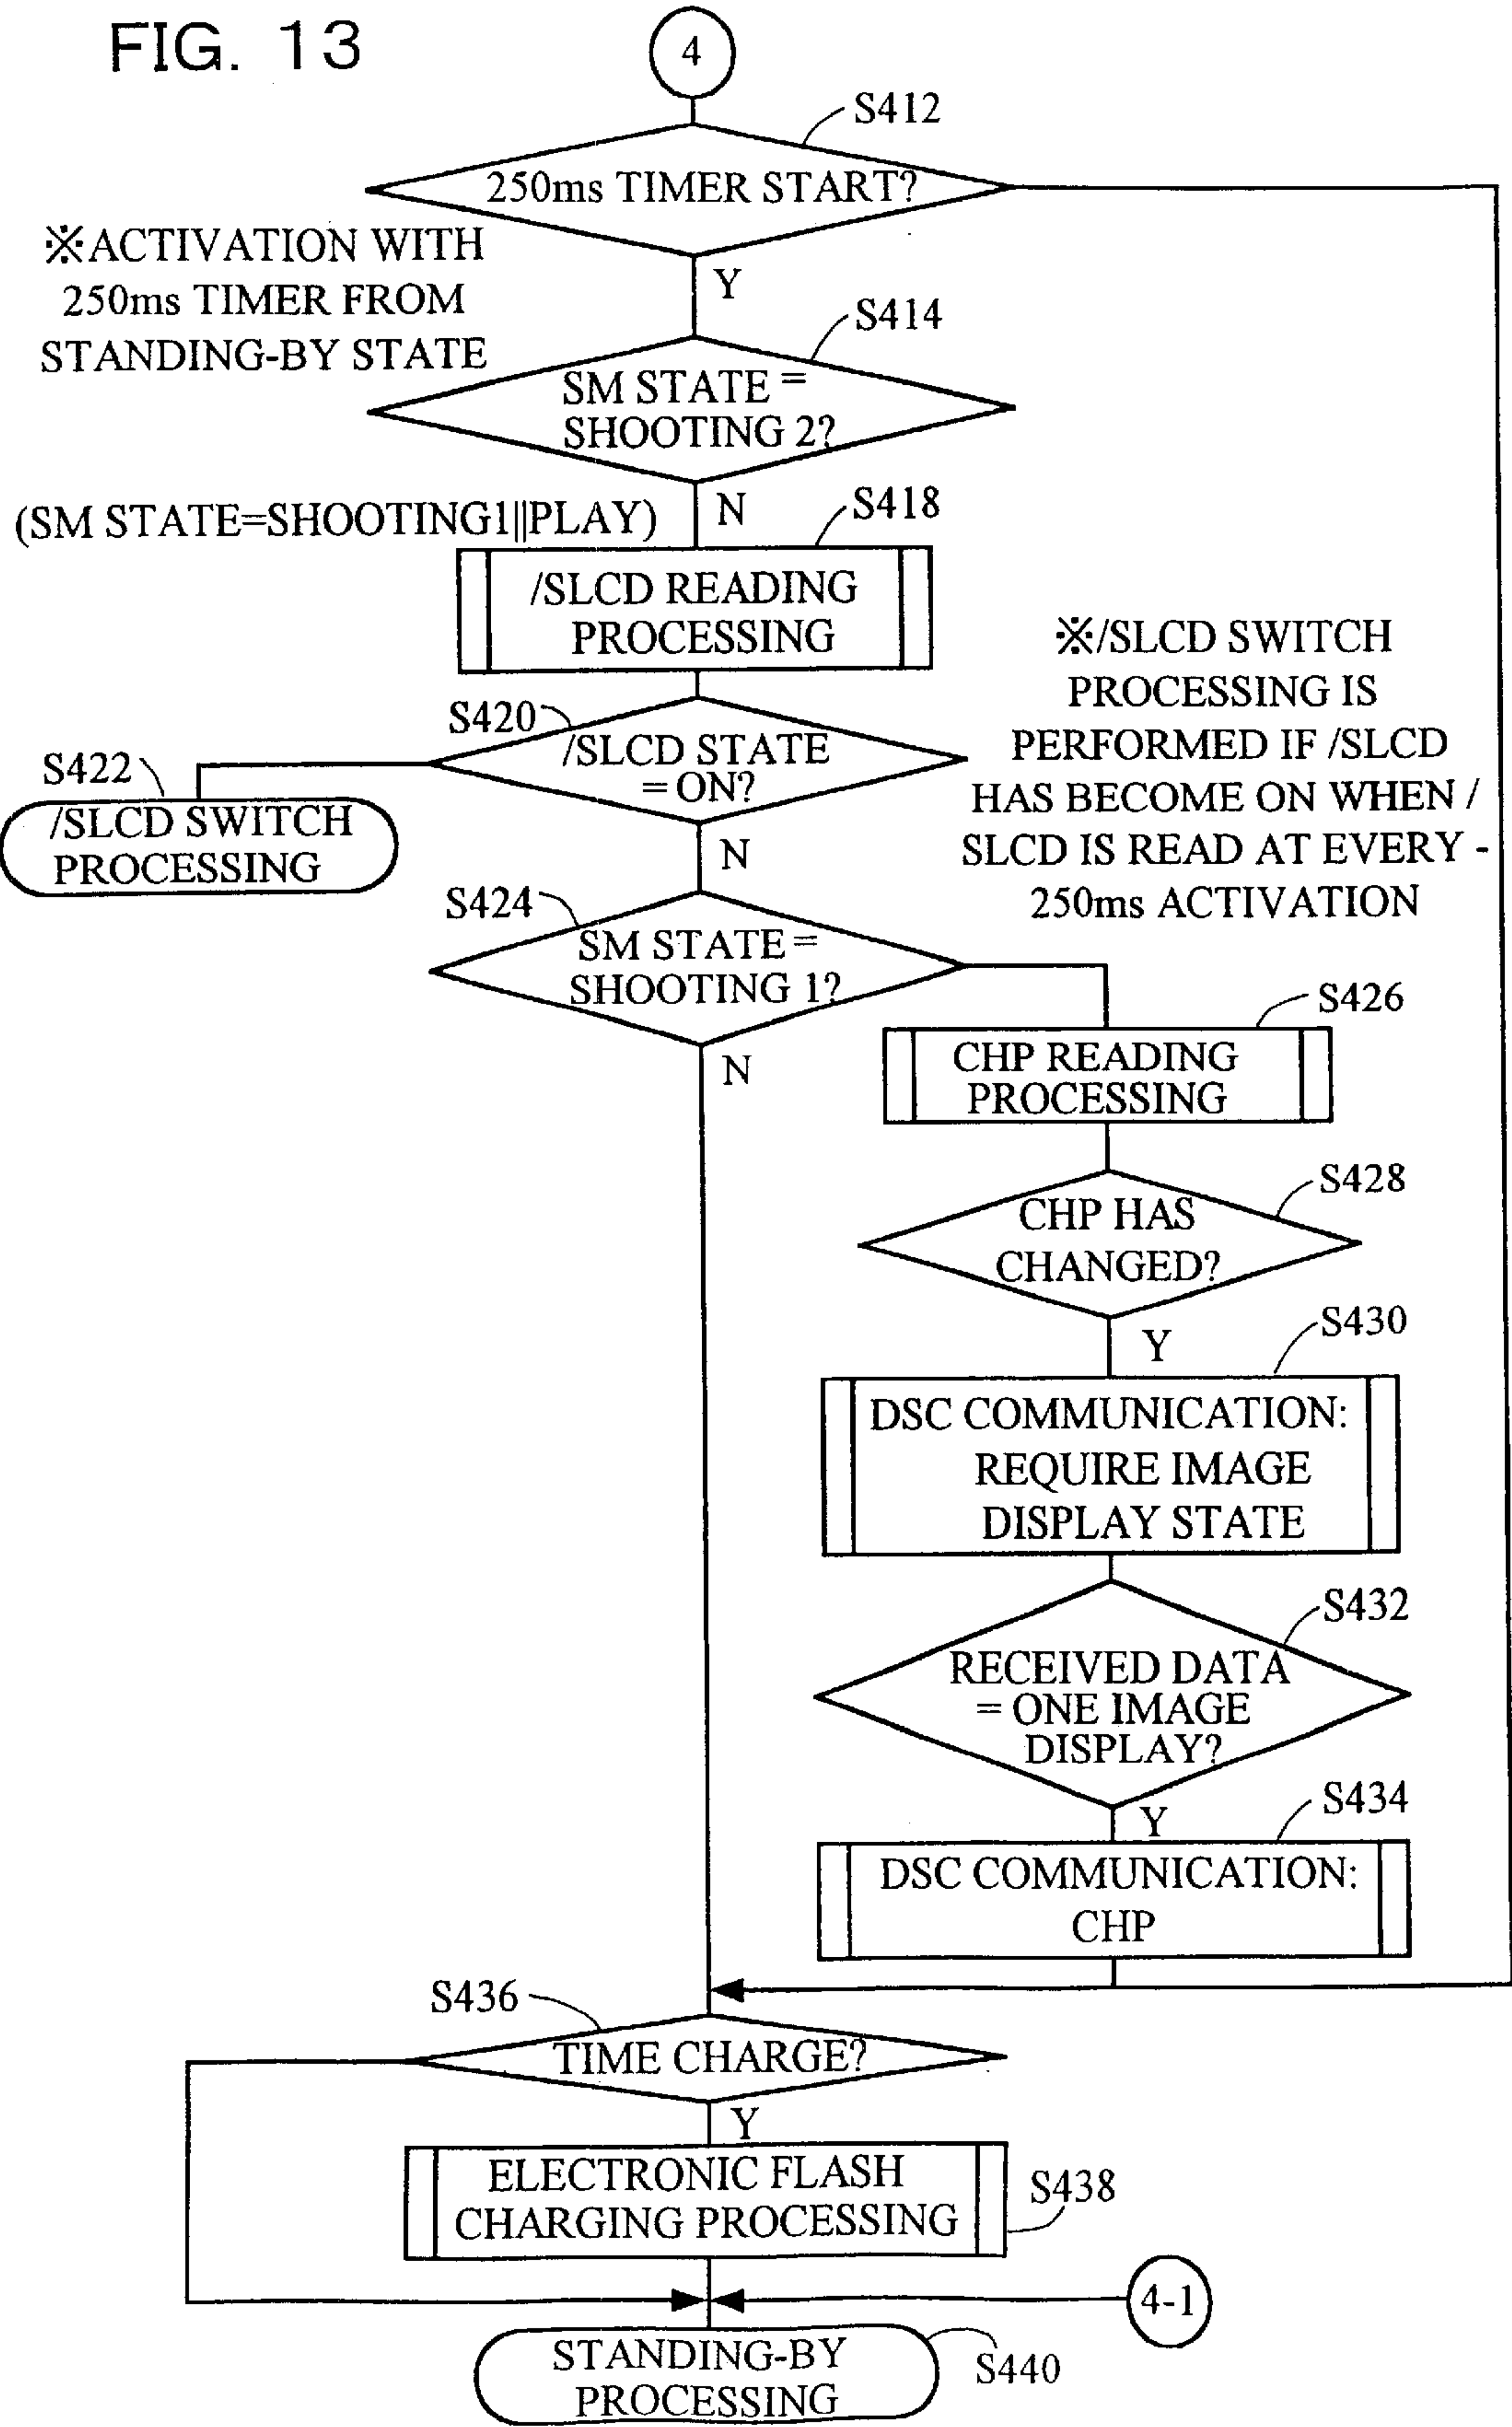 FIG. 13
4
S412
250ms TIMER START?
※ACTIVATION WITH
250ms TIMER FROM
STANDING-BY STATE
Y
S414
SM STATE =
SHOOTING 2?
(SM STATE=SHOOTING1||PLAY)
N
S418
/SLCD READING
PROCESSING
※/SLCD SWITCH
PROCESSING IS
PERFORMED IF /SLCD
HAS BECOME ON WHEN /
SLCD IS READ AT EVERY -
250ms ACTIVATION
S420
/SLCD STATE
= ON?
S422
/SLCD SWITCH
PROCESSING
N
S424
SM STATE =
SHOOTING 1?
N
S426
CHP READING
PROCESSING
S428
CHP HAS
CHANGED?
Y
S430
DSC COMMUNICATION:
REQUIRE IMAGE
DISPLAY STATE
S432
RECEIVED DATA
= ONE IMAGE
DISPLAY?
Y
S434
DSC COMMUNICATION:
CHP
S436
TIME CHARGE?
Y
ELECTRONIC FLASH
CHARGING PROCESSING
S438
4-1
STANDING-BY
PROCESSING
S440